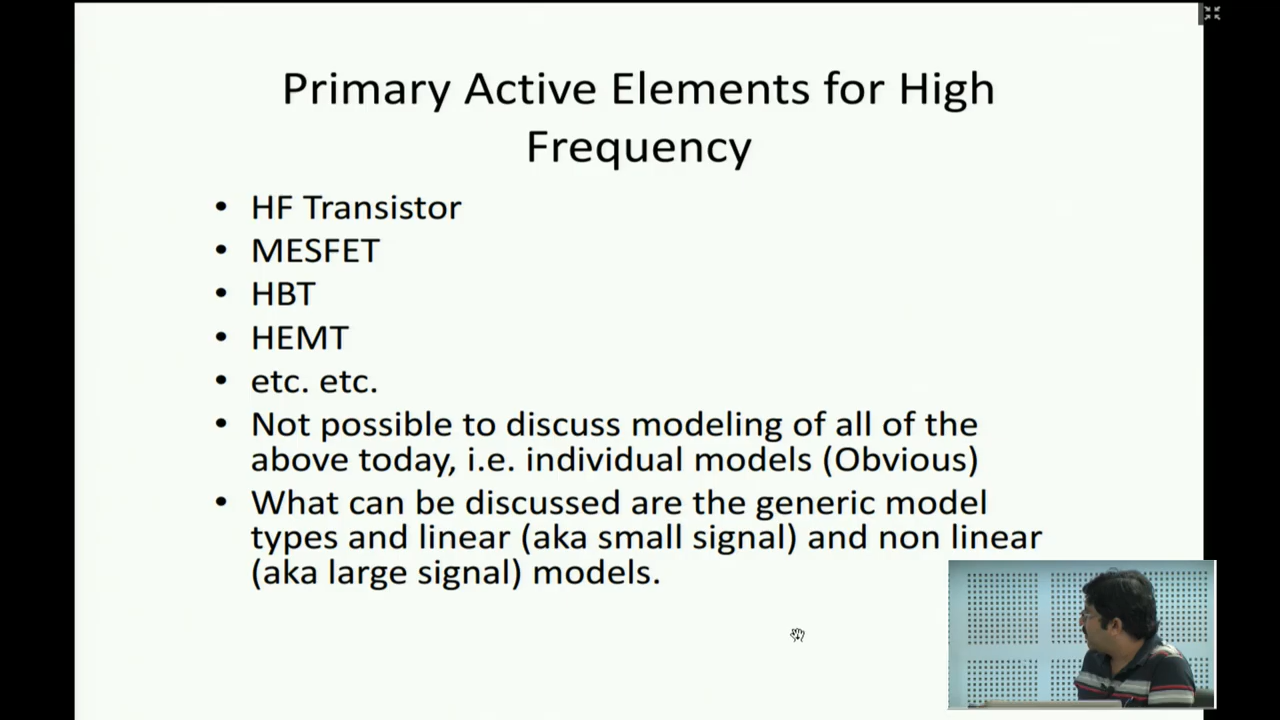 Primary Active Elements for High
Frequency
• HF Transistor
• MESFET
• HBT
• HEMT
• etc. etc.
• Not possible to discuss modeling of all of the
above today, i.e. individual models (Obvious)
• What can be discussed are the generic model
types and linear (aka small signal) and non linear
(aka large signal) models.